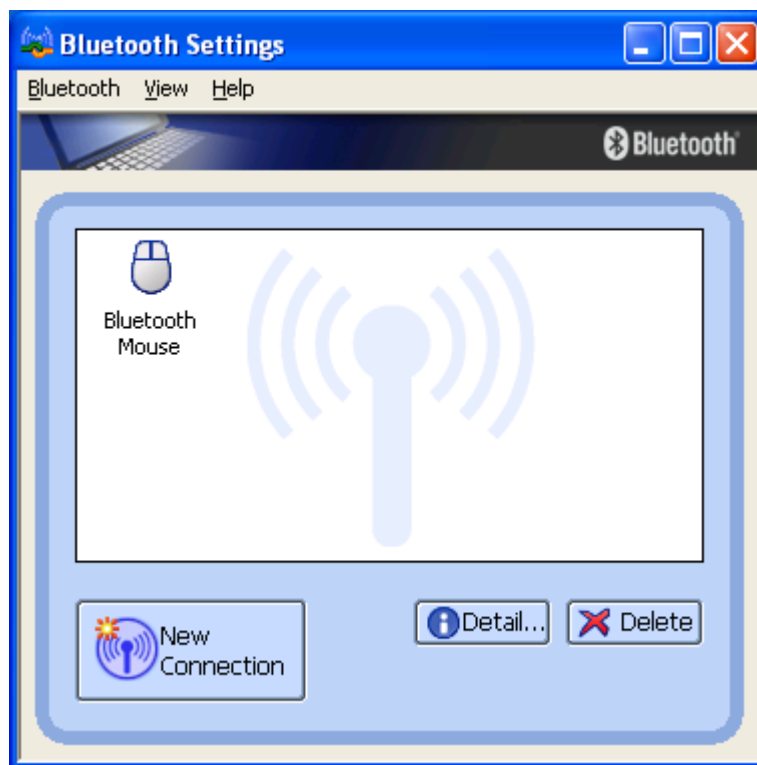 Bluetooth Settings
Bluetooth View Help
Bluetooth
Bluetooth
Mouse
New
Connection
Detail...
Delete